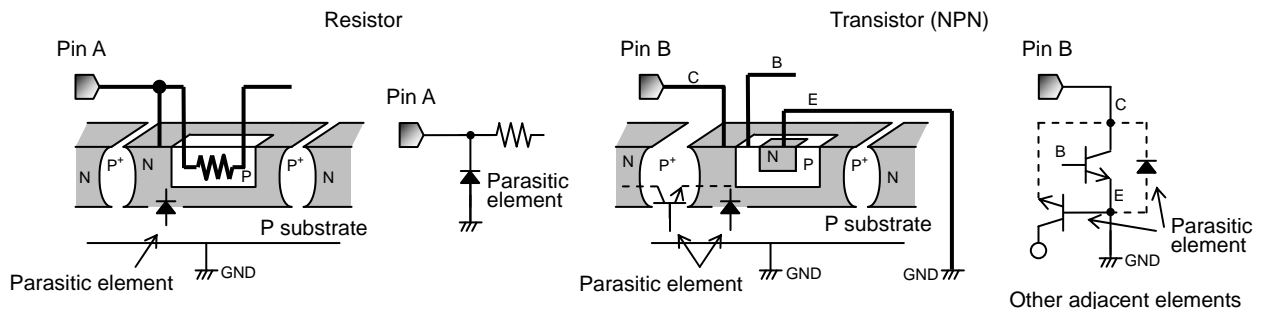 Resistor
Pin A
N
P+
N
P
P+
N
P substrate
GND
Parasitic element
Pin A
Parasitic
element
Transistor (NPN)
Pin B
C
B
E
N
P+
N
N
P
P+
N
P substrate
GND
GND
Parasitic element
Pin B
C
B
E
Parasitic
element
GND
Other adjacent elements